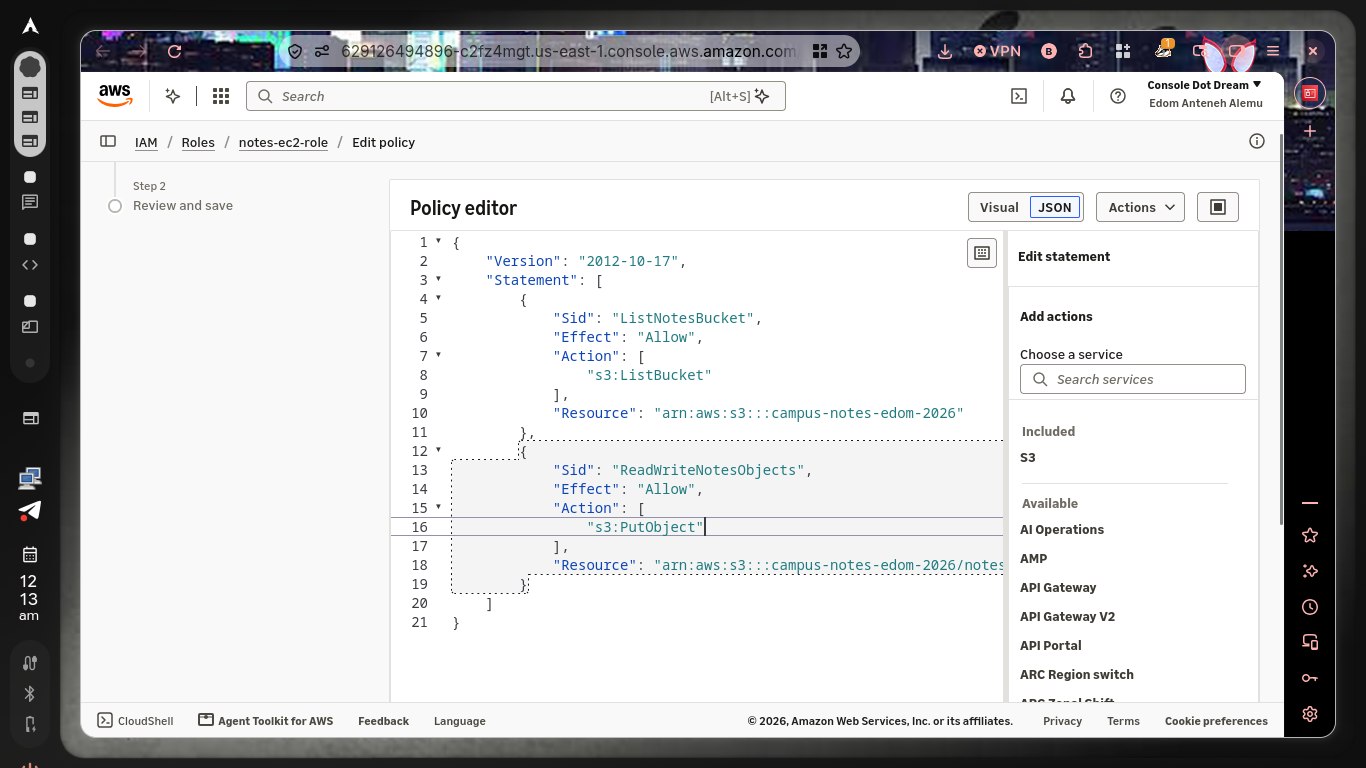 629126494896-c2fz4mgt.us-east-1.console.aws.amazon.com
VPN
B
1
aws
Search
[Alt+S]
Console Dot Dream
Edom Anteneh Alemu
IAM / Roles / notes-ec2-role / Edit policy
Step 2
Review and save
Policy editor
Visual
JSON
Actions
1 {
2 "Version": "2012-10-17",
3 "Statement": [
4 {
5 "Sid": "ListNotesBucket",
6 "Effect": "Allow",
7 "Action": [
8 "s3:ListBucket"
9 ],
10 "Resource": "arn:aws:s3:::campus-notes-edom-2026"
11 },
12 {
13 "Sid": "ReadWriteNotesObjects",
14 "Effect": "Allow",
15 "Action": [
16 "s3:PutObject"
17 ],
18 "Resource": "arn:aws:s3:::campus-notes-edom-2026/notes
19 }
20 ]
21 }
Edit statement
Add actions
Choose a service
Search services
Included
S3
Available
AI Operations
AMP
API Gateway
API Gateway V2
API Portal
ARC Region switch
ARC Zonal Shift
CloudShell
Agent Toolkit for AWS
Feedback
Language
© 2026, Amazon Web Services, Inc. or its affiliates.
Privacy
Terms
Cookie preferences
12
13
am